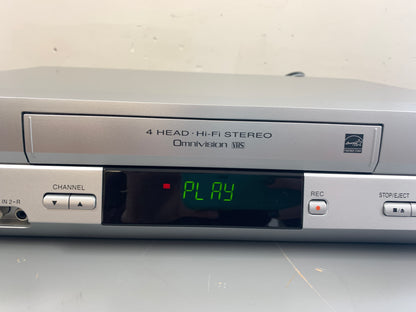 4 HEAD · Hi-Fi STEREO
Omnivision VHS
CHANNEL
PLAY
REC
STOP/EJECT
IN 2-R